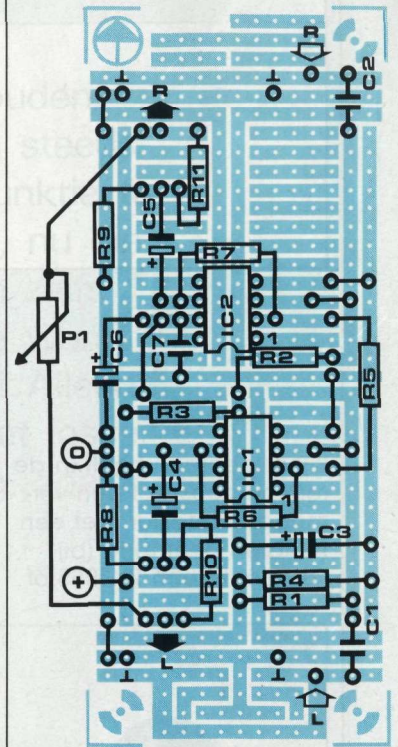 R
R
C2
R11
C5
+
R9
R7
IC2
1
P1
C6
+
C7
R2
R5
R3
0
IC1
1
C4
+
R6
R8
C3
+
R10
R4
+
R1
C1
L
L